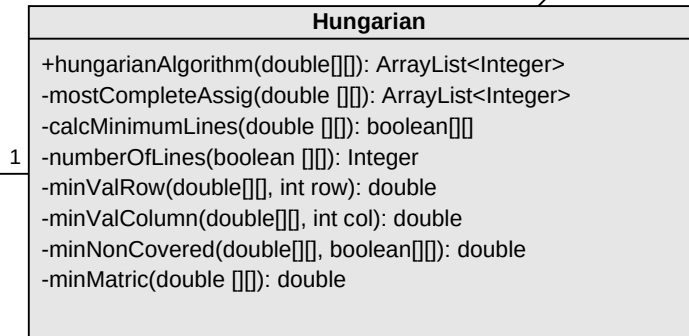 Hungarian
+hungarianAlgorithm(double[][]): ArrayList<Integer>
-mostCompleteAssig(double [][]): ArrayList<Integer>
-calcMinimumLines(double [][]): boolean[][]
1
-numberOfLines(boolean [][]): Integer
-minValRow(double[][], int row): double
-minValColumn(double[][], int col): double
-minNonCovered(double[][], boolean[][]): double
-minMatric(double [][]): double